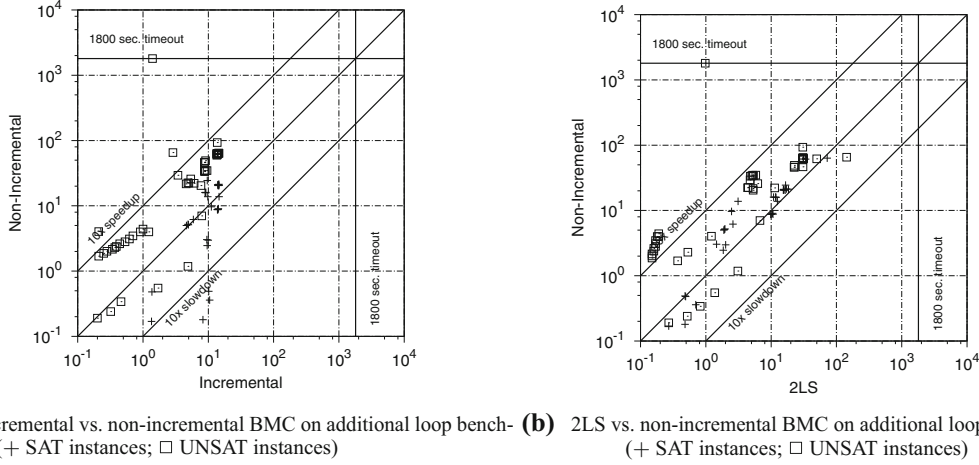 10^4
10^3
10^2
10^1
10^0
10^-1
Non-Incremental
1800 sec. timeout
10x speedup
10x slowdown
1800 sec. timeout
10^-1 10^0 10^1 10^2 10^3 10^4
Incremental
10^4
10^3
10^2
10^1
10^0
10^-1
Non-Incremental
1800 sec. timeout
speedup
10x slowdown
1800 sec. timeout
10^-1 10^0 10^1 10^2 10^3 10^4
2LS
cremental vs. non-incremental BMC on additional loop bench-
(+ SAT instances; □ UNSAT instances)
(b) 2LS vs. non-incremental BMC on additional loop
(+ SAT instances; □ UNSAT instances)